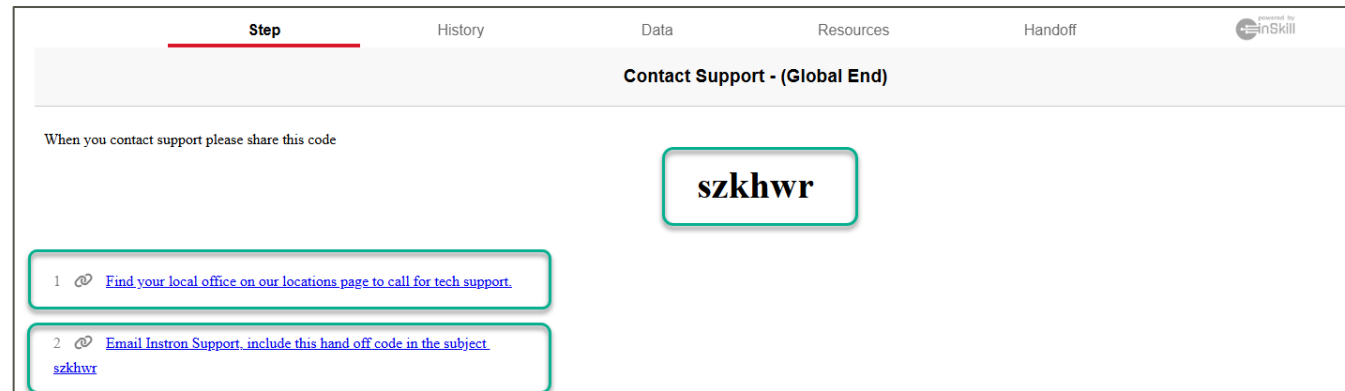 Step History Data Resources Handoff powered by inSkill
Contact Support - (Global End)
When you contact support please share this code
szkhwr
1 Find your local office on our locations page to call for tech support.
2 Email Instron Support, include this hand off code in the subject
szkhwr